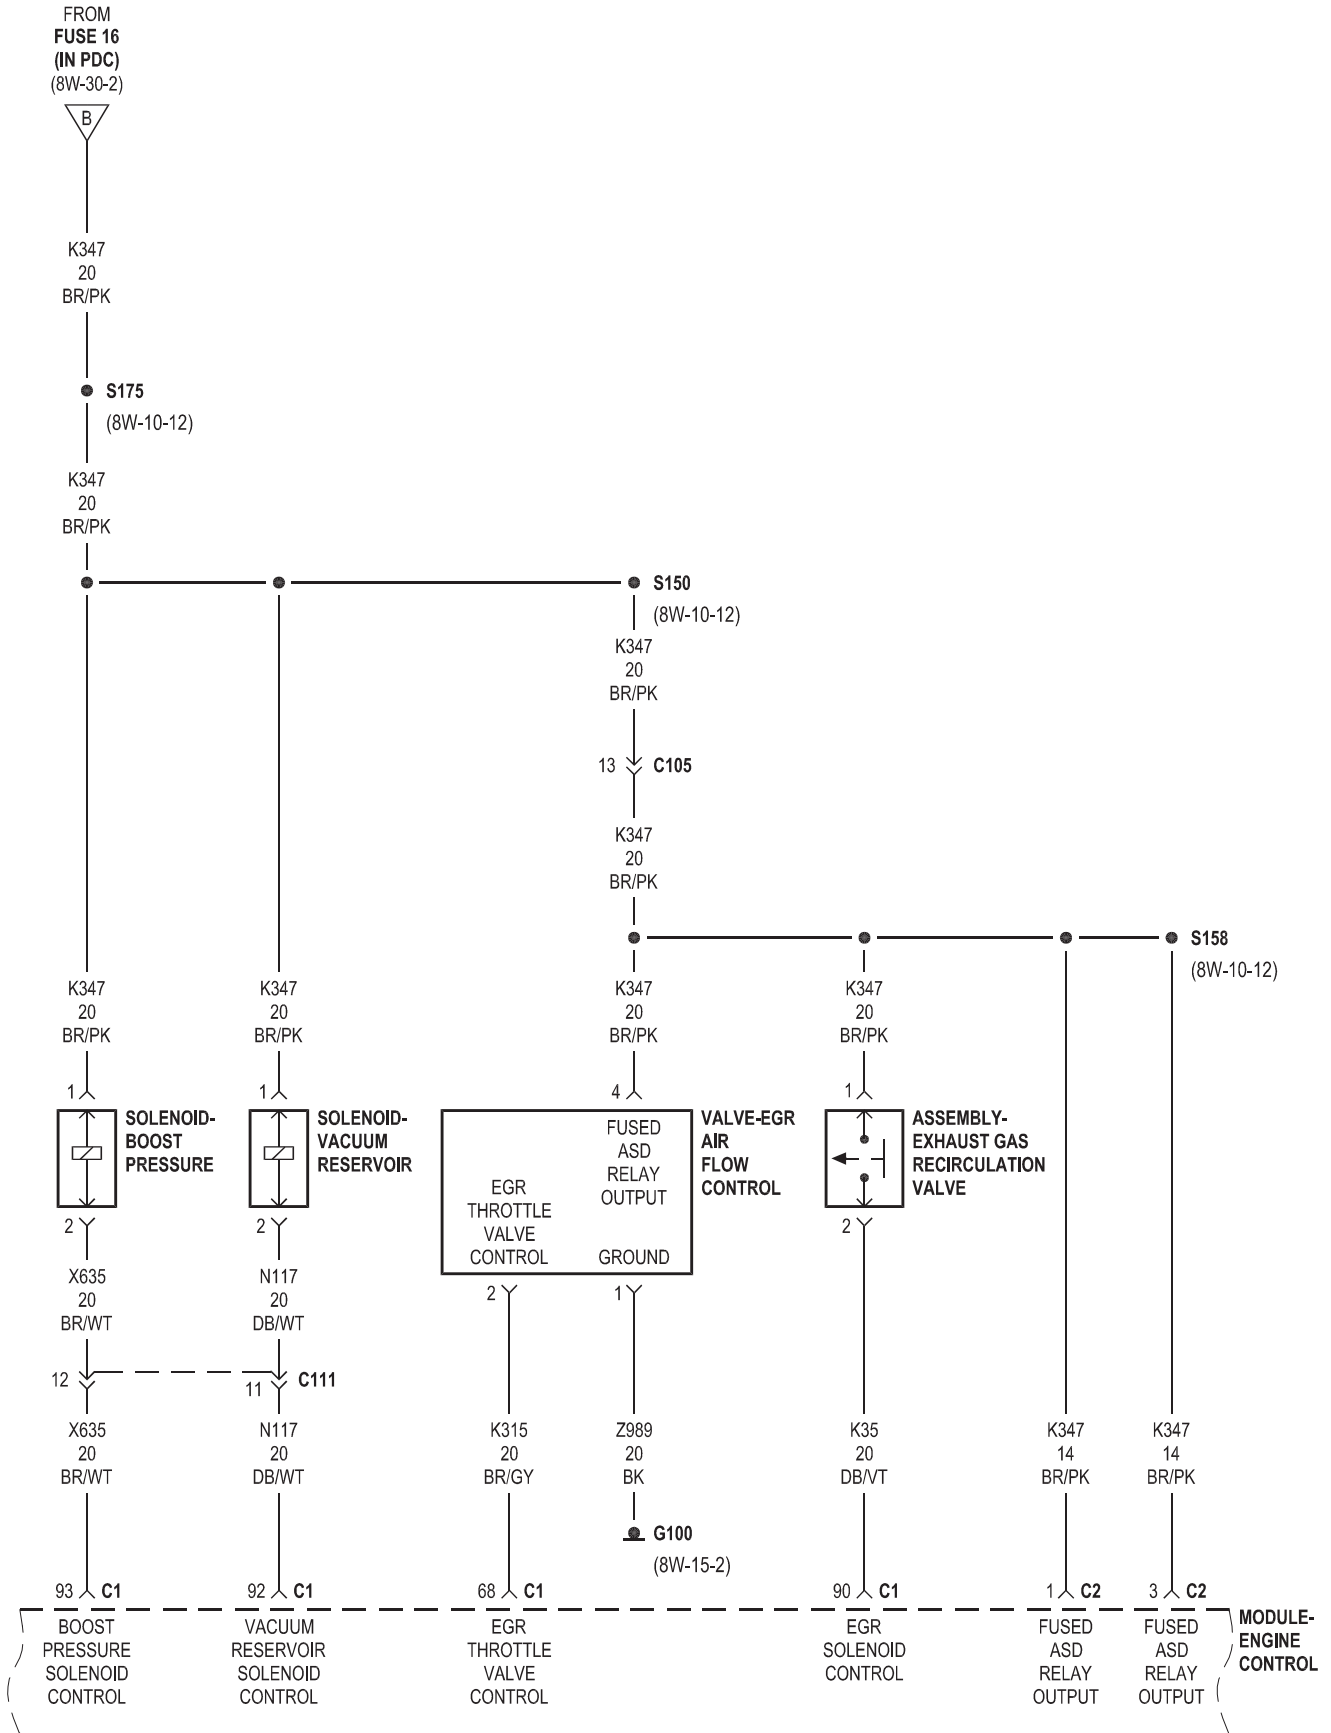 FROM
FUSE 16
(IN PDC)
(8W-30-2)
B
K347
20
BR/PK
S175
(8W-10-12)
K347
20
BR/PK
S150
(8W-10-12)
K347
20
BR/PK
13
C105
K347
20
BR/PK
S158
(8W-10-12)
K347
20
BR/PK
K347
20
BR/PK
K347
20
BR/PK
K347
20
BR/PK
1
SOLENOID-
BOOST
PRESSURE
2
1
SOLENOID-
VACUUM
RESERVOIR
2
4
FUSED
ASD
RELAY
OUTPUT
EGR
THROTTLE
VALVE
CONTROL
GROUND
VALVE-EGR
AIR
FLOW
CONTROL
2
1
1
ASSEMBLY-
EXHAUST GAS
RECIRCULATION
VALVE
2
X635
20
BR/WT
N117
20
DB/WT
12
11
C111
X635
20
BR/WT
N117
20
DB/WT
K315
20
BR/GY
Z989
20
BK
K35
20
DB/VT
K347
14
BR/PK
K347
14
BR/PK
G100
(8W-15-2)
93
C1
92
C1
68
C1
90
C1
1
C2
3
C2
BOOST
PRESSURE
SOLENOID
CONTROL
VACUUM
RESERVOIR
SOLENOID
CONTROL
EGR
THROTTLE
VALVE
CONTROL
EGR
SOLENOID
CONTROL
FUSED
ASD
RELAY
OUTPUT
FUSED
ASD
RELAY
OUTPUT
MODULE-
ENGINE
CONTROL